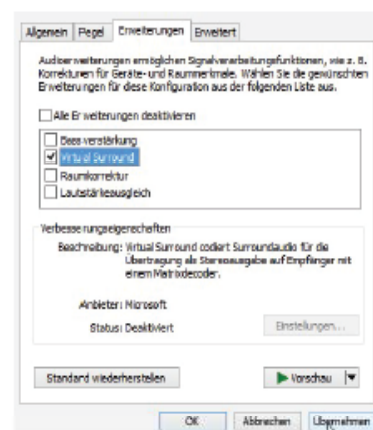 Allgemein Pegel Erweiterungen Erweitert
Audioerweiterungen ermöglichen Signalverarbeitungsfunktionen, wie z. B.
Korrekturen für Geräte- und Raummerkmale. Wählen Sie die gewünschten
Erweiterungen für diese Konfiguration aus der folgenden Liste aus.
Alle Erweiterungen deaktivieren
Bassverstärkung
Virtual Surround
Raumkorrektur
Lautstärkeausgleich
Verbesserungseigenschaften
Beschreibung: Virtual Surround codiert Surroundaudio für die
Übertragung als Stereoausgabe auf Empfänger mit
einem Matrixdecoder.
Anbieter: Microsoft
Status: Deaktiviert
Einstellungen...
Standard wiederherstellen
Vorschau
OK Abbrechen Übernehmen